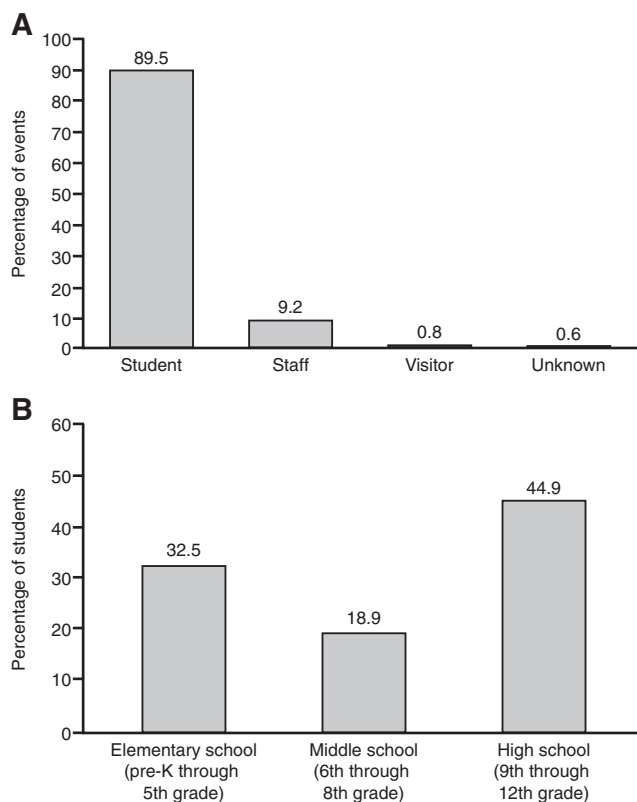 A
Percentage of events
100
90
80
70
60
50
40
30
20
10
0
89.5
9.2
0.8
0.6
Student
Staff
Visitor
Unknown
B
Percentage of students
60
50
40
30
20
10
0
32.5
18.9
44.9
Elementary school
(pre-K through
5th grade)
Middle school
(6th through
8th grade)
High school
(9th through
12th grade)